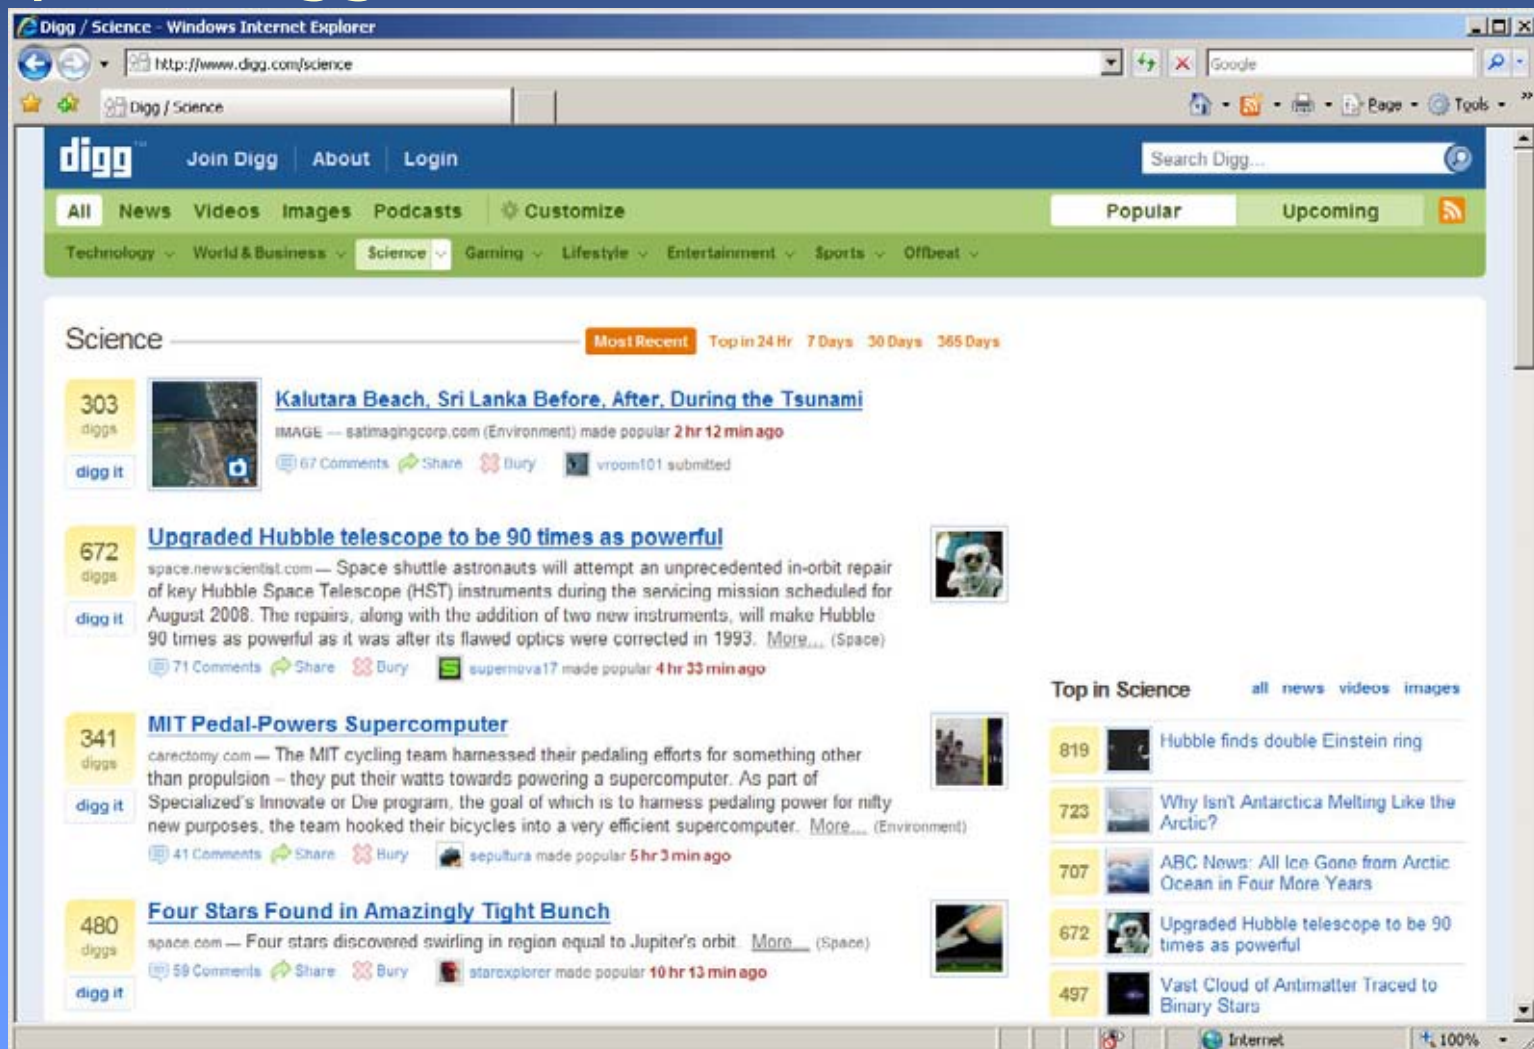 Digg / Science - Windows Internet Explorer
http://www.digg.com/science
Google
Digg / Science
Page
Tools
digg™
Join Digg
About
Login
Search Digg...
All
News
Videos
Images
Podcasts
Customize
Popular
Upcoming
Technology
World & Business
Science
Gaming
Lifestyle
Entertainment
Sports
Offbeat
Science
Most Recent
Top in 24 Hr
7 Days
30 Days
365 Days
303
diggs
digg it
Kalutara Beach, Sri Lanka Before, After, During the Tsunami
IMAGE — satimagingcorp.com (Environment) made popular 2 hr 12 min ago
67 Comments Share Bury vroom101 submitted
672
diggs
digg it
Upgraded Hubble telescope to be 90 times as powerful
space.newscientist.com — Space shuttle astronauts will attempt an unprecedented in-orbit repair
of key Hubble Space Telescope (HST) instruments during the servicing mission scheduled for
August 2008. The repairs, along with the addition of two new instruments, will make Hubble
90 times as powerful as it was after its flawed optics were corrected in 1993. More... (Space)
71 Comments Share Bury supernova17 made popular 4 hr 33 min ago
341
diggs
digg it
MIT Pedal-Powers Supercomputer
carectomy.com — The MIT cycling team harnessed their pedaling efforts for something other
than propulsion – they put their watts towards powering a supercomputer. As part of
Specialized's Innovate or Die program, the goal of which is to harness pedaling power for nifty
new purposes, the team hooked their bicycles into a very efficient supercomputer. More... (Environment)
41 Comments Share Bury sepultura made popular 5 hr 3 min ago
480
diggs
digg it
Four Stars Found in Amazingly Tight Bunch
space.com — Four stars discovered swirling in region equal to Jupiter's orbit. More... (Space)
59 Comments Share Bury starexplorer made popular 10 hr 13 min ago
Top in Science
all news videos images
819
Hubble finds double Einstein ring
723
Why Isn't Antarctica Melting Like the
Arctic?
707
ABC News: All Ice Gone from Arctic
Ocean in Four More Years
672
Upgraded Hubble telescope to be 90
times as powerful
497
Vast Cloud of Antimatter Traced to
Binary Stars
Internet
100%